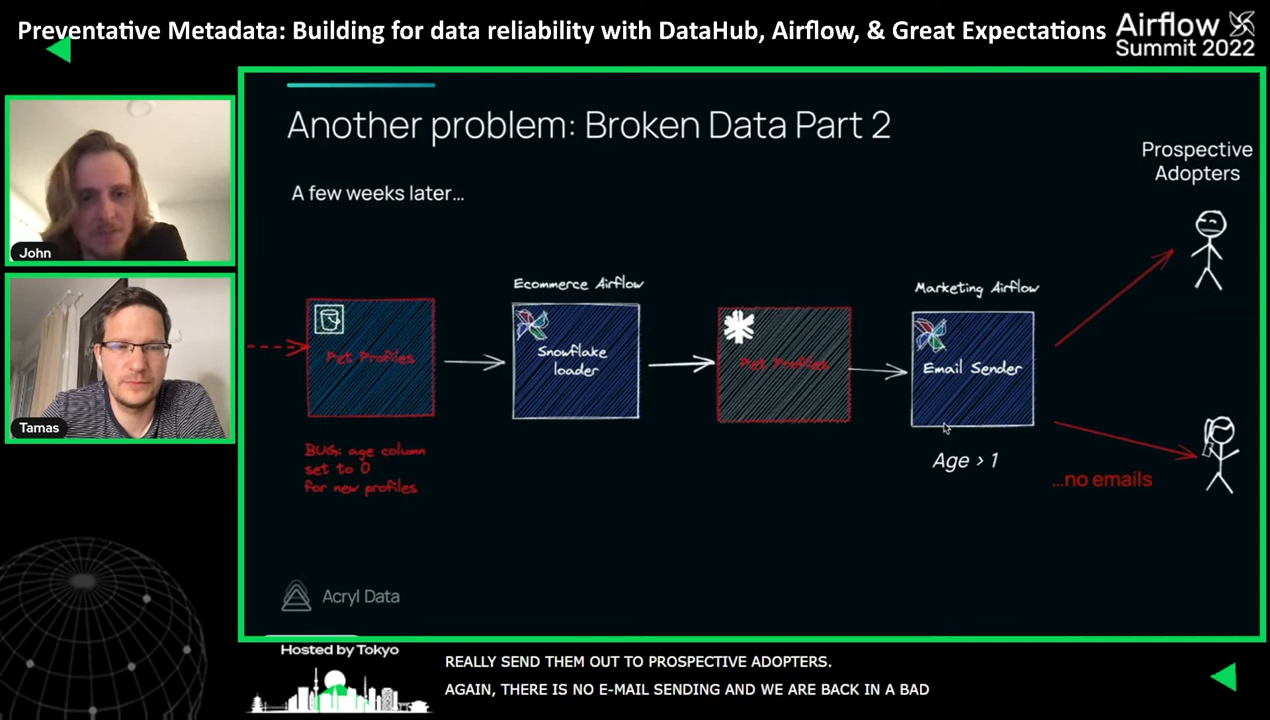 Preventative Metadata: Building for data reliability with DataHub, Airflow, & Great Expectations
Airflow
Summit 2022
John
Tamas
Another problem: Broken Data Part 2
A few weeks later...
Prospective
Adopters
Pet Profiles
Ecommerce Airflow
Snowflake
loader
Pet Profiles
Marketing Airflow
Email Sender
BUG: age column
set to 0
for new profiles
Age > 1
...no emails
Acryl Data
Hosted by Tokyo
REALLY SEND THEM OUT TO PROSPECTIVE ADOPTERS.
AGAIN, THERE IS NO E-MAIL SENDING AND WE ARE BACK IN A BAD